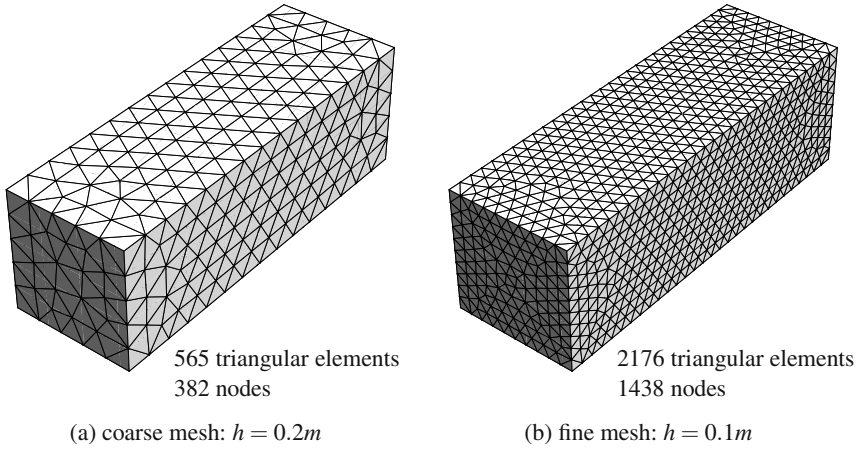 565 triangular elements
382 nodes
(a) coarse mesh: h = 0.2m
2176 triangular elements
1438 nodes
(b) fine mesh: h = 0.1m